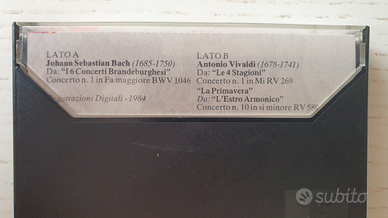 LATO A
Johann Sebastian Bach (1685-1750)
Da: "I 6 Concerti Brandeburghesi"
Concerto n. 1 in Fa maggiore BWV 1046
Registrazioni Digitali - 1984
LATO B
Antonio Vivaldi (1678-1741)
Da: "Le 4 Stagioni"
Concerto n. 1 in Mi RV 269
"La Primavera"
Da: "L'Estro Armonico"
Concerto n. 10 in si minore RV 580
subito